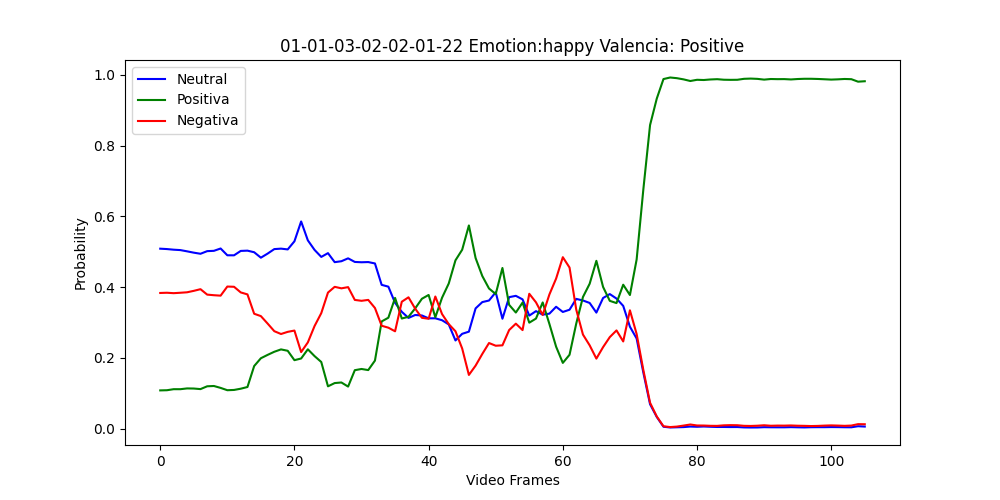 01-01-03-02-02-01-22 Emotion:happy Valencia: Positive
Neutral
Positiva
Negativa
1.0
0.8
0.6
0.4
0.2
0.0
Probability
0 20 40 60 80 100
Video Frames